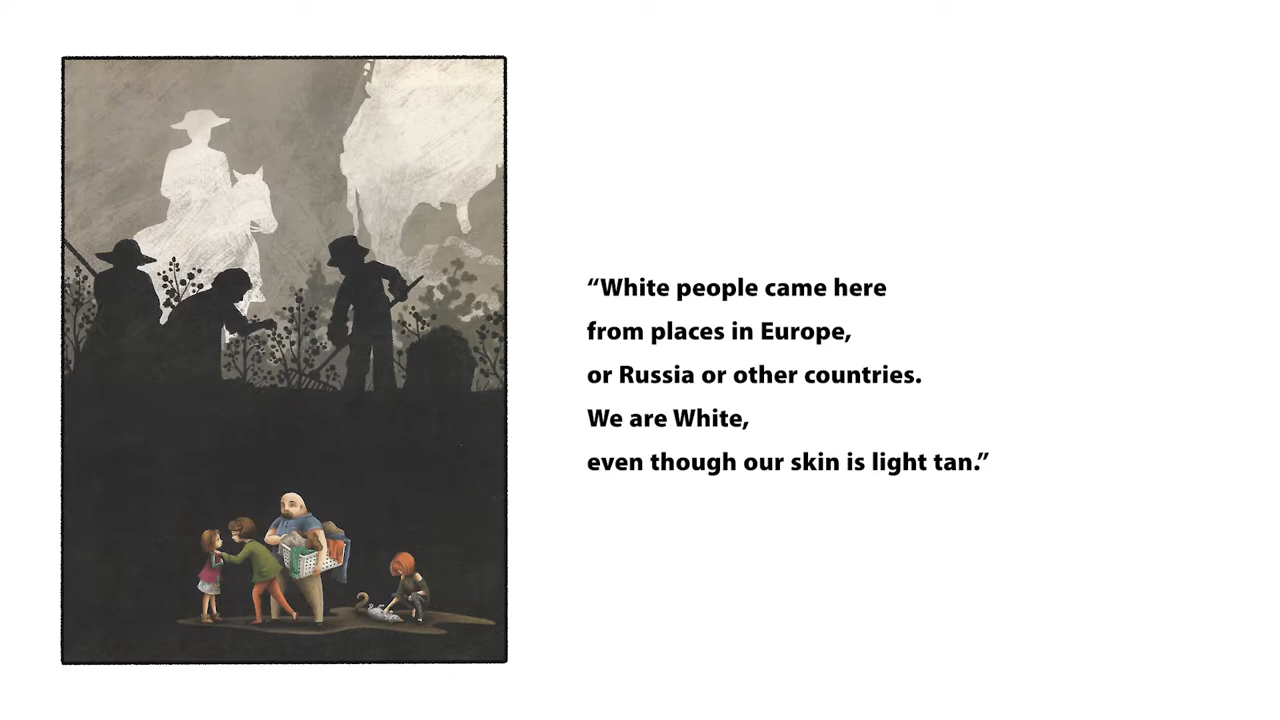 “White people came here
from places in Europe,
or Russia or other countries.
We are White,
even though our skin is light tan.”